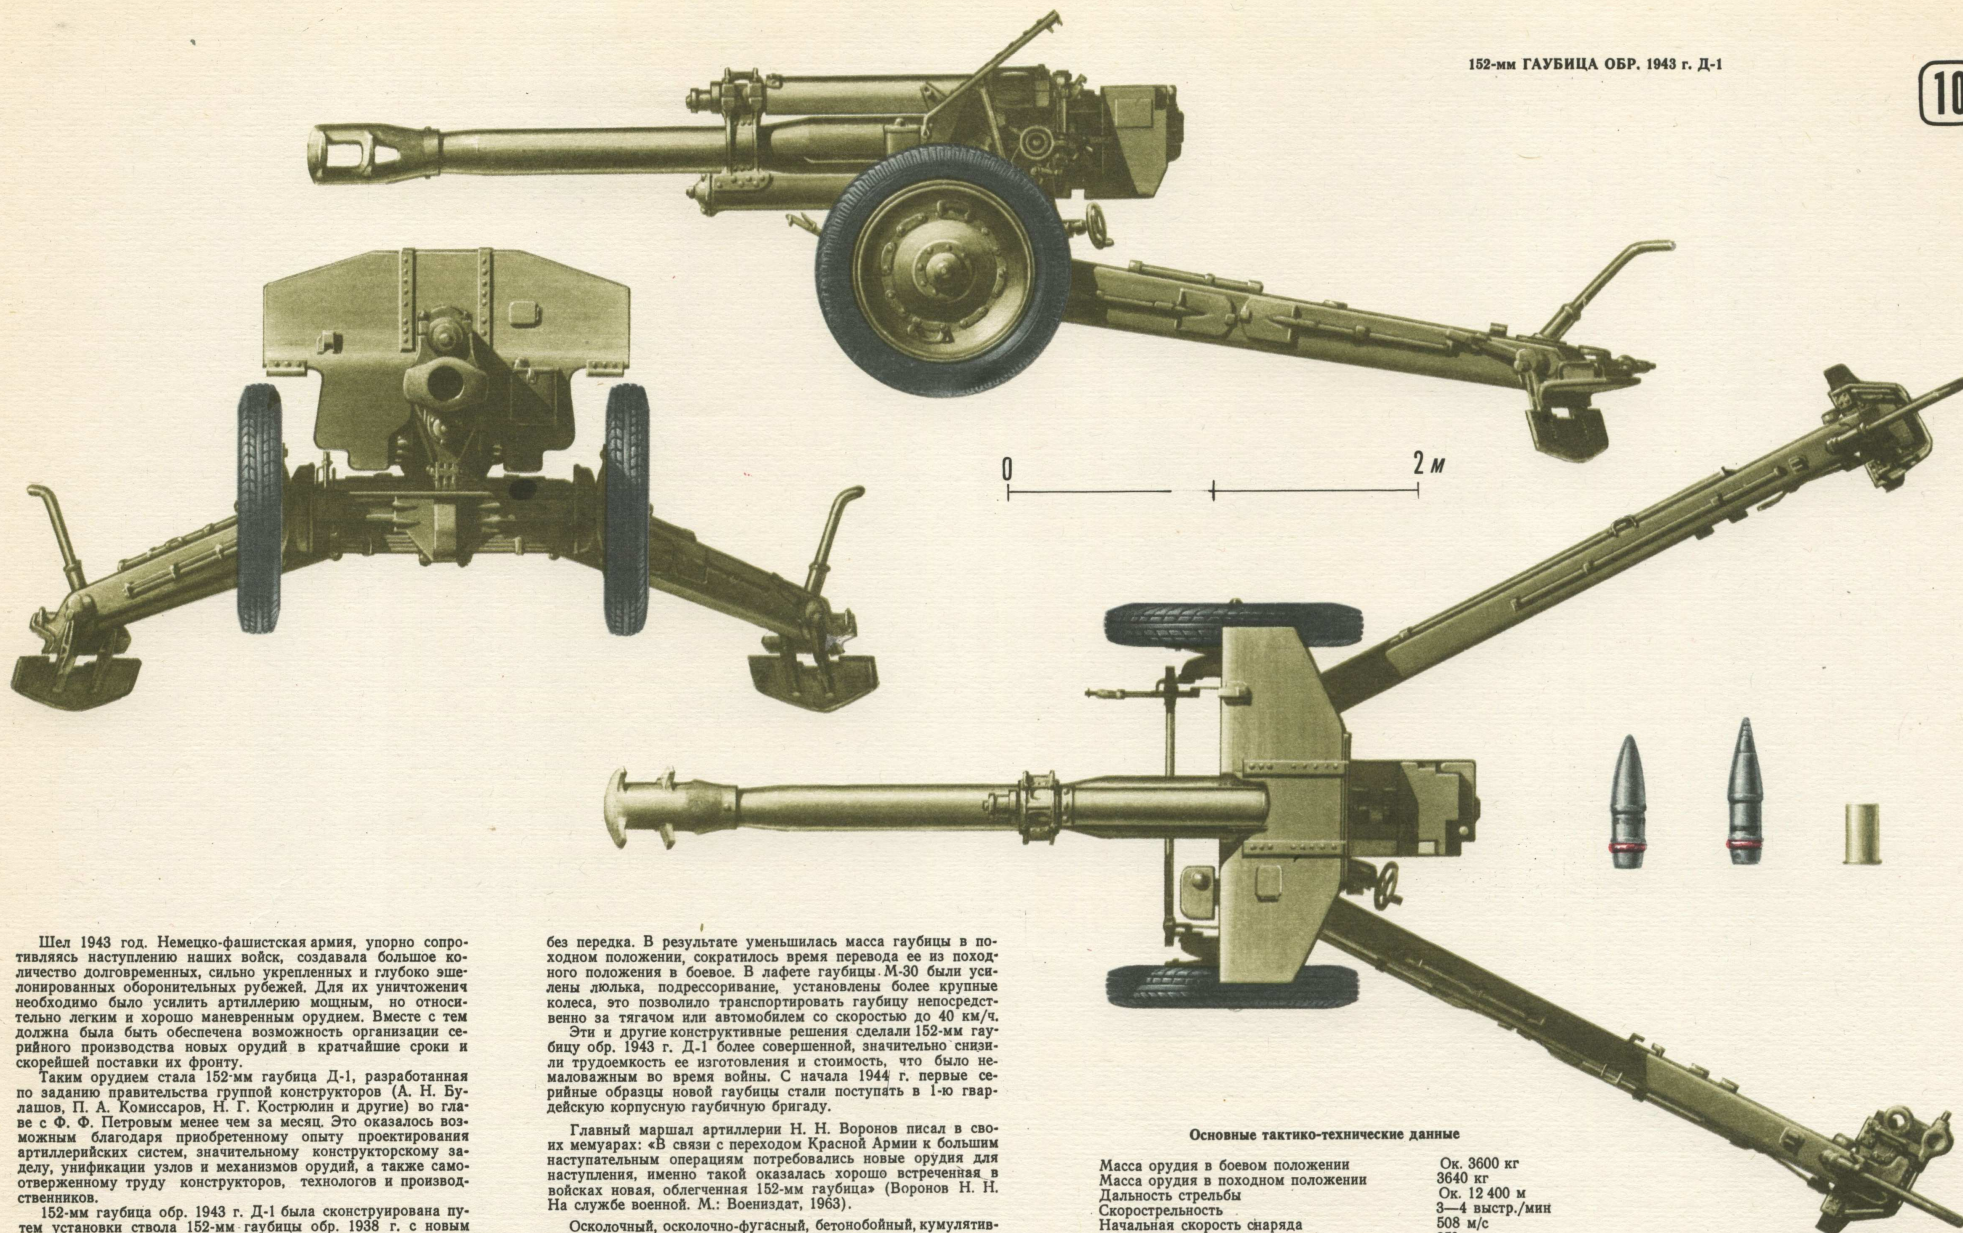 152-мм ГАУБИЦА ОБР. 1943 г. Д-1
10
0
2 м
Шел 1943 год. Немецко-фашистская армия, упорно сопро-
тивляясь наступлению наших войск, создавала большое ко-
личество долговременных, сильно укрепленных и глубоко эше-
лонированных оборонительных рубежей. Для их уничтожения
необходимо было усилить артиллерию мощным, но относи-
тельно легким и хорошо маневренным орудием. Вместе с тем
должна была быть обеспечена возможность организации се-
рийного производства новых орудий в кратчайшие сроки и
скорейшей поставки их фронту.
Таким орудием стала 152-мм гаубица Д-1, разработанная
по заданию правительства группой конструкторов (А. Н. Бу-
лашов, П. А. Комиссаров, Н. Г. Кострюлин и другие) во гла-
ве с Ф. Ф. Петровым менее чем за месяц. Это оказалось воз-
можным благодаря приобретенному опыту проектирования
артиллерийских систем, значительному конструкторскому за-
делу, унификации узлов и механизмов орудий, а также само-
отверженному труду конструкторов, технологов и производ-
ственников.
152-мм гаубица обр. 1943 г. Д-1 была сконструирована пу-
тем установки ствола 152-мм гаубицы обр. 1938 г. с новым
без передка. В результате уменьшилась масса гаубицы в по-
ходном положении, сократилось время перевода ее из поход-
ного положения в боевое. В лафете гаубицы М-30 были уси-
лены люлька, подрессоривание, установлены более крупные
колеса, это позволило транспортировать гаубицу непосредст-
венно за тягачом или автомобилем со скоростью до 40 км/ч.
Эти и другие конструктивные решения сделали 152-мм гау-
бицу обр. 1943 г. Д-1 более совершенной, значительно снизи-
ли трудоемкость ее изготовления и стоимость, что было не-
маловажным во время войны. С начала 1944 г. первые се-
рийные образцы новой гаубицы стали поступать в 1-ю гвар-
дейскую корпусную гаубичную бригаду.
Главный маршал артиллерии Н. Н. Воронов писал в сво-
их мемуарах: «В связи с переходом Красной Армии к большим
наступательным операциям потребовались новые орудия для
наступления, именно такой оказалась хорошо встреченная в
войсках новая, облегченная 152-мм гаубица» (Воронов Н. Н.
На службе военной. М.: Воениздат, 1963).
Осколочный, осколочно-фугасный, бетонобойный, кумулятив-
Основные тактико-технические данные
Масса орудия в боевом положении Ок. 3600 кг
Масса орудия в походном положении 3640 кг
Дальность стрельбы Ок. 12 400 м
Скорострельность 3—4 выстр./мин
Начальная скорость снаряда 508 м/с